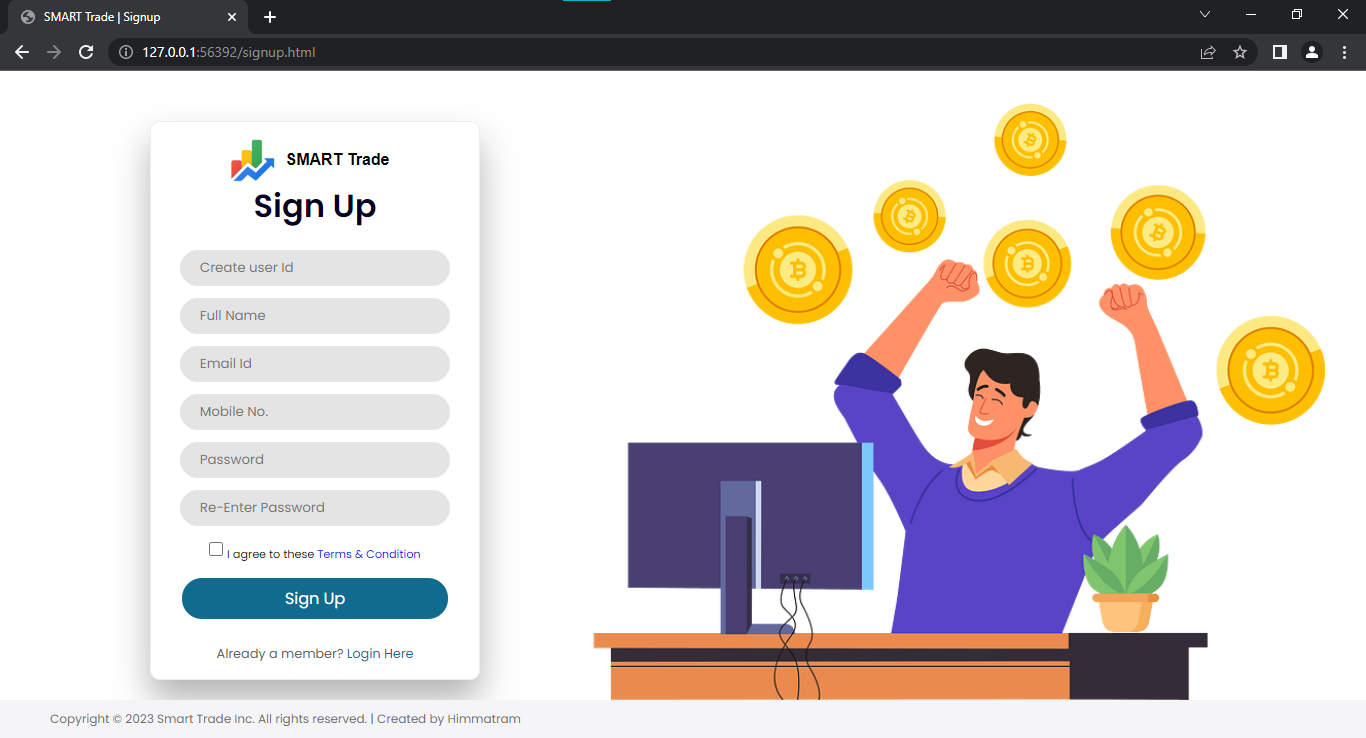 SMART Trade | Signup
127.0.0.1:56392/signup.html
SMART Trade
Sign Up
Create user Id
Full Name
Email Id
Mobile No.
Password
Re-Enter Password
I agree to these Terms & Condition
Sign Up
Already a member? Login Here
Copyright © 2023 Smart Trade Inc. All rights reserved. | Created by Himmatram